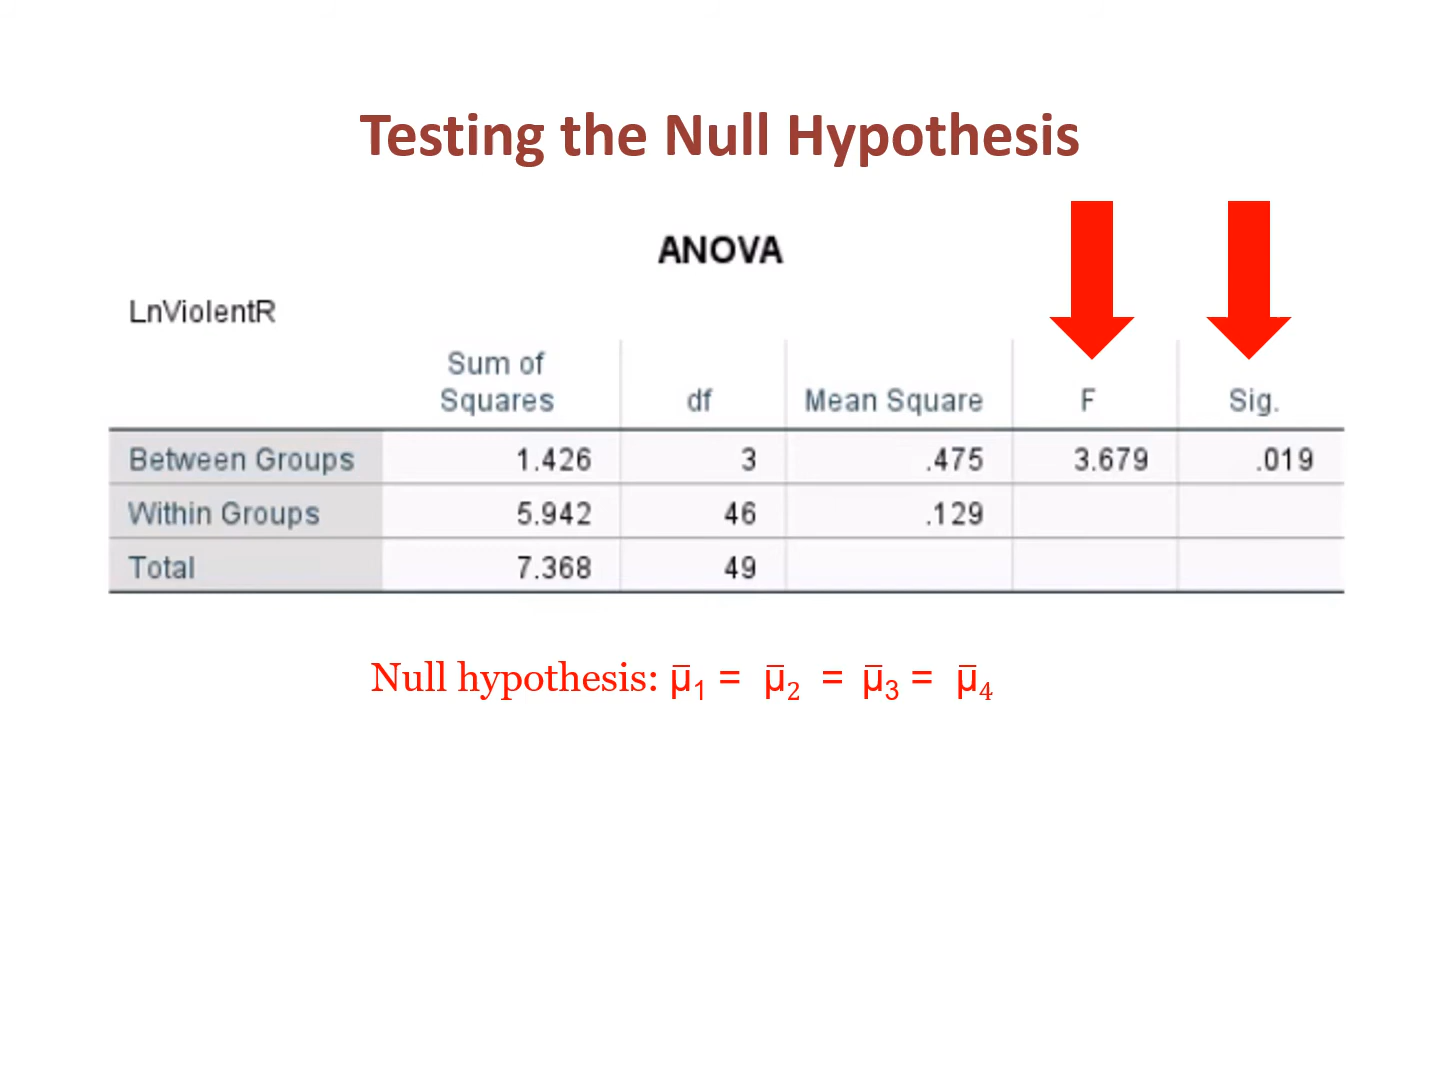 Testing the Null Hypothesis
ANOVA
LnViolentR
Sum of Squares df Mean Square F Sig.
Between Groups 1.426 3 .475 3.679 .019
Within Groups 5.942 46 .129
Total 7.368 49
Null hypothesis: μ̅₁ = μ̅₂ = μ̅₃ = μ̅₄